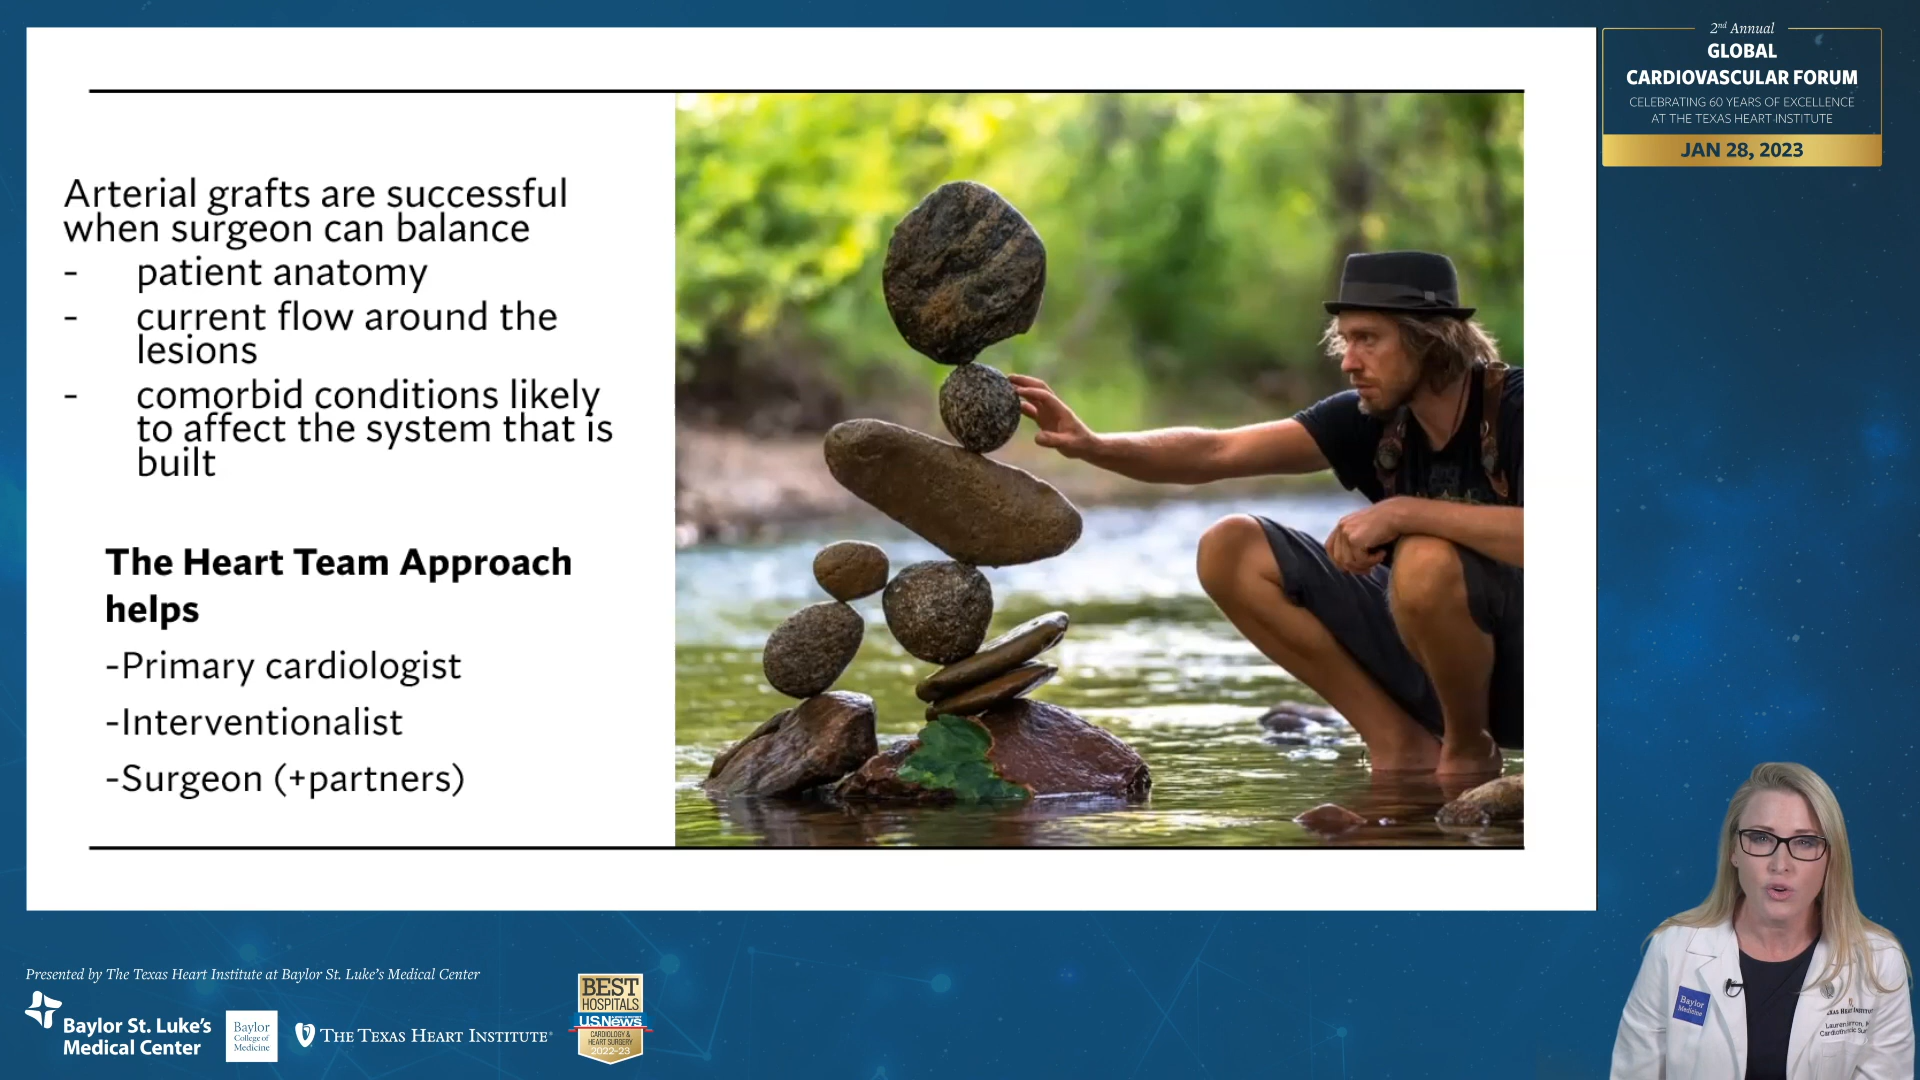 2nd Annual
GLOBAL
CARDIOVASCULAR FORUM
CELEBRATING 60 YEARS OF EXCELLENCE
AT THE TEXAS HEART INSTITUTE
JAN 28, 2023
Arterial grafts are successful
when surgeon can balance
- patient anatomy
- current flow around the
lesions
- comorbid conditions likely
to affect the system that is
built
The Heart Team Approach
helps
-Primary cardiologist
-Interventionalist
-Surgeon (+partners)
Presented by The Texas Heart Institute at Baylor St. Luke's Medical Center
Baylor St. Luke's
Medical Center
Baylor
College of
Medicine
THE TEXAS HEART INSTITUTE®
BEST
HOSPITALS
U.S. News
CARDIOLOGY &
HEART SURGERY
2022-23
Baylor
Medicine